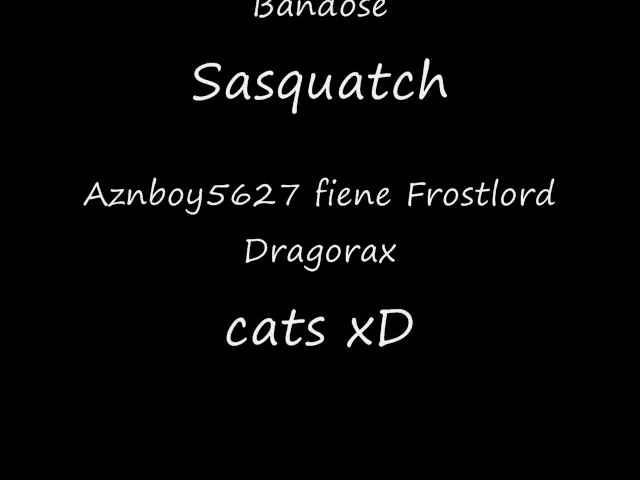 Bandose
Sasquatch
Aznboy5627 fiene Frostlord
Dragorax
cats xD